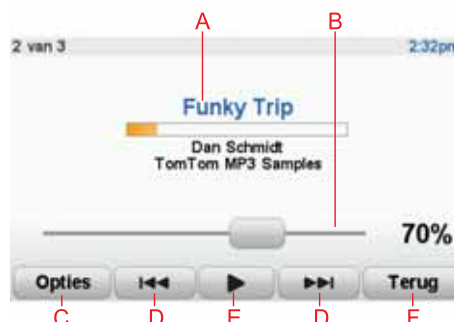 A B
2 van 3 2:32pm
Funky Trip
Dan Schmidt
TomTom MP3 Samples
70%
Opties Terug
C D E D F